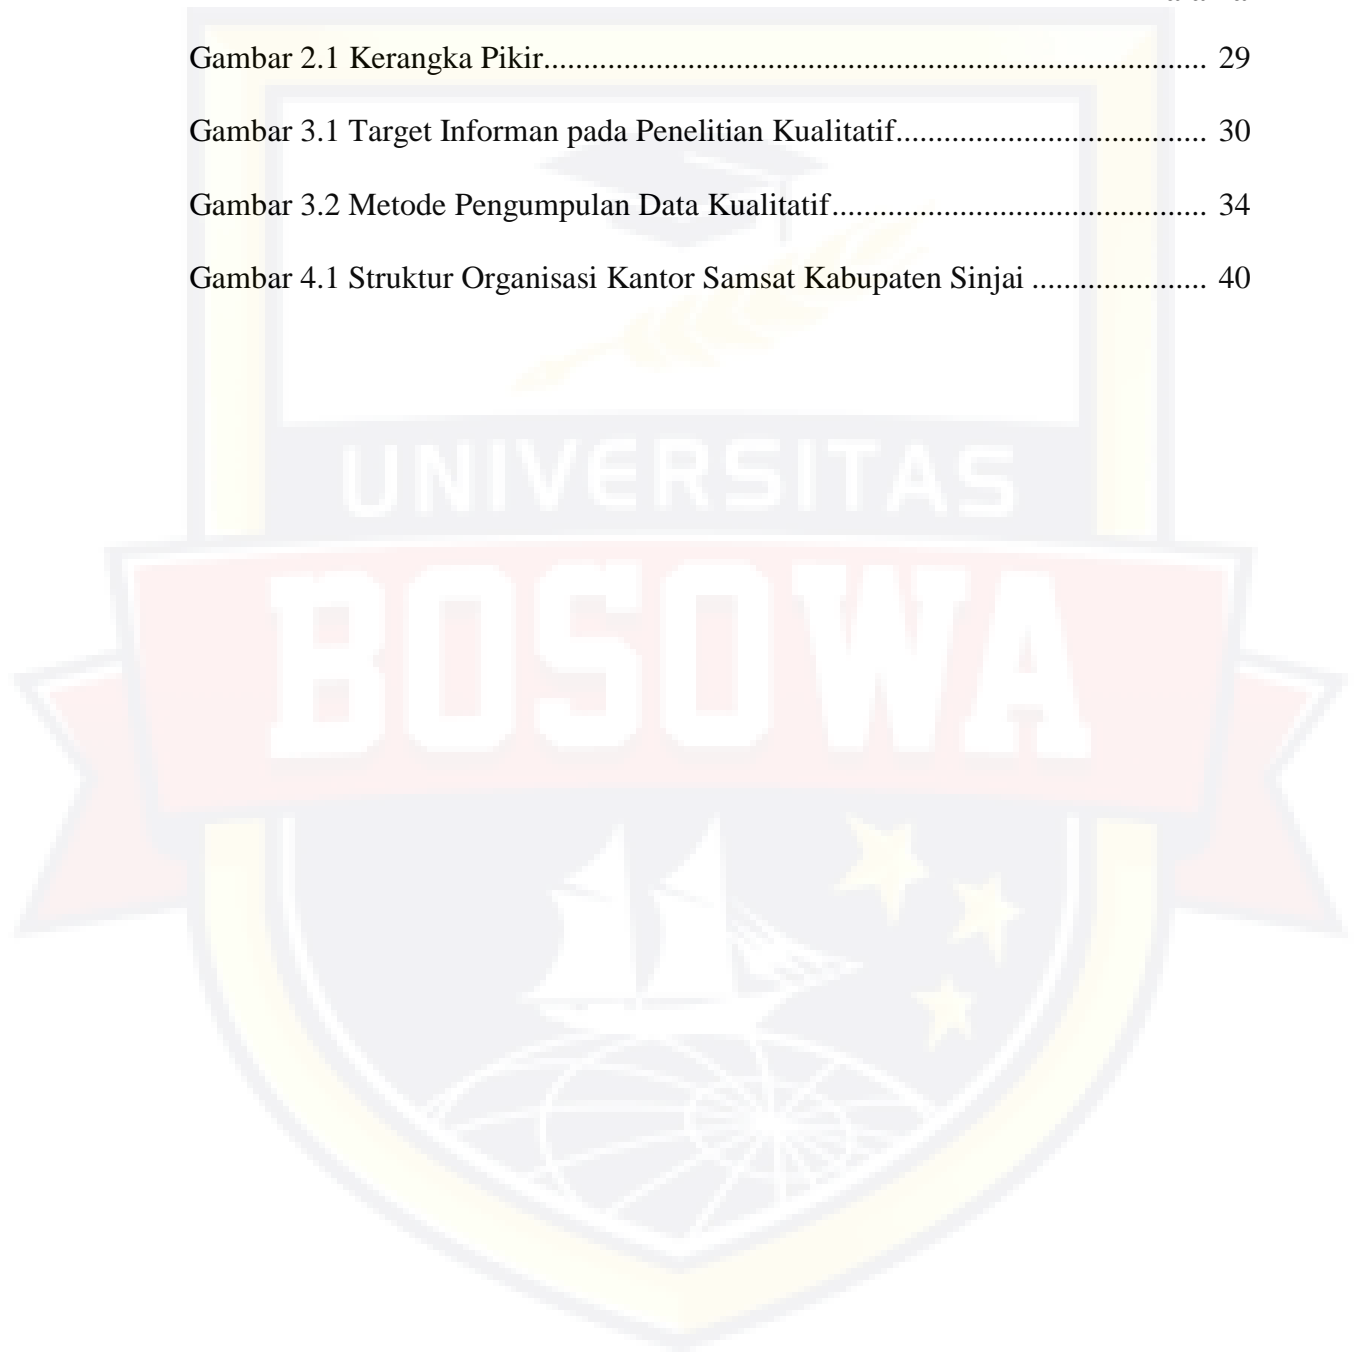 Gambar 2.1 Kerangka Pikir................................................................................... 29
Gambar 3.1 Target Informan pada Penelitian Kualitatif....................................... 30
Gambar 3.2 Metode Pengumpulan Data Kualitatif............................................... 34
Gambar 4.1 Struktur Organisasi Kantor Samsat Kabupaten Sinjai ...................... 40
UNIVERSITAS
BOSOWA